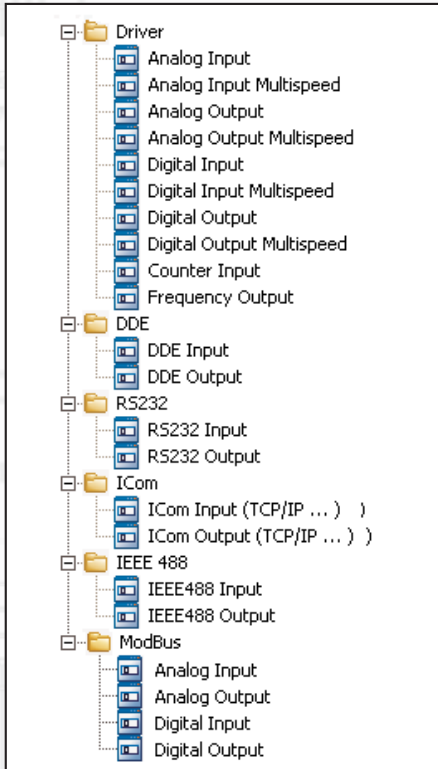 Driver
Analog Input
Analog Input Multispeed
Analog Output
Analog Output Multispeed
Digital Input
Digital Input Multispeed
Digital Output
Digital Output Multispeed
Counter Input
Frequency Output
DDE
DDE Input
DDE Output
RS232
RS232 Input
RS232 Output
ICom
ICom Input (TCP/IP ... ) )
ICom Output (TCP/IP ... ) )
IEEE 488
IEEE488 Input
IEEE488 Output
ModBus
Analog Input
Analog Output
Digital Input
Digital Output